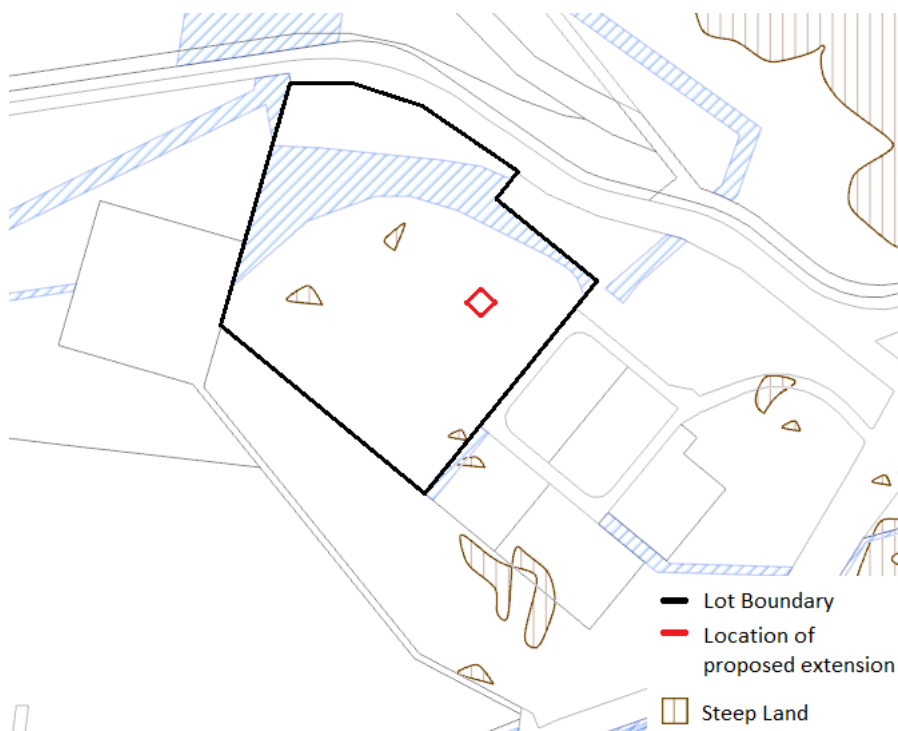 Lot Boundary
Location of
proposed extension
Steep Land